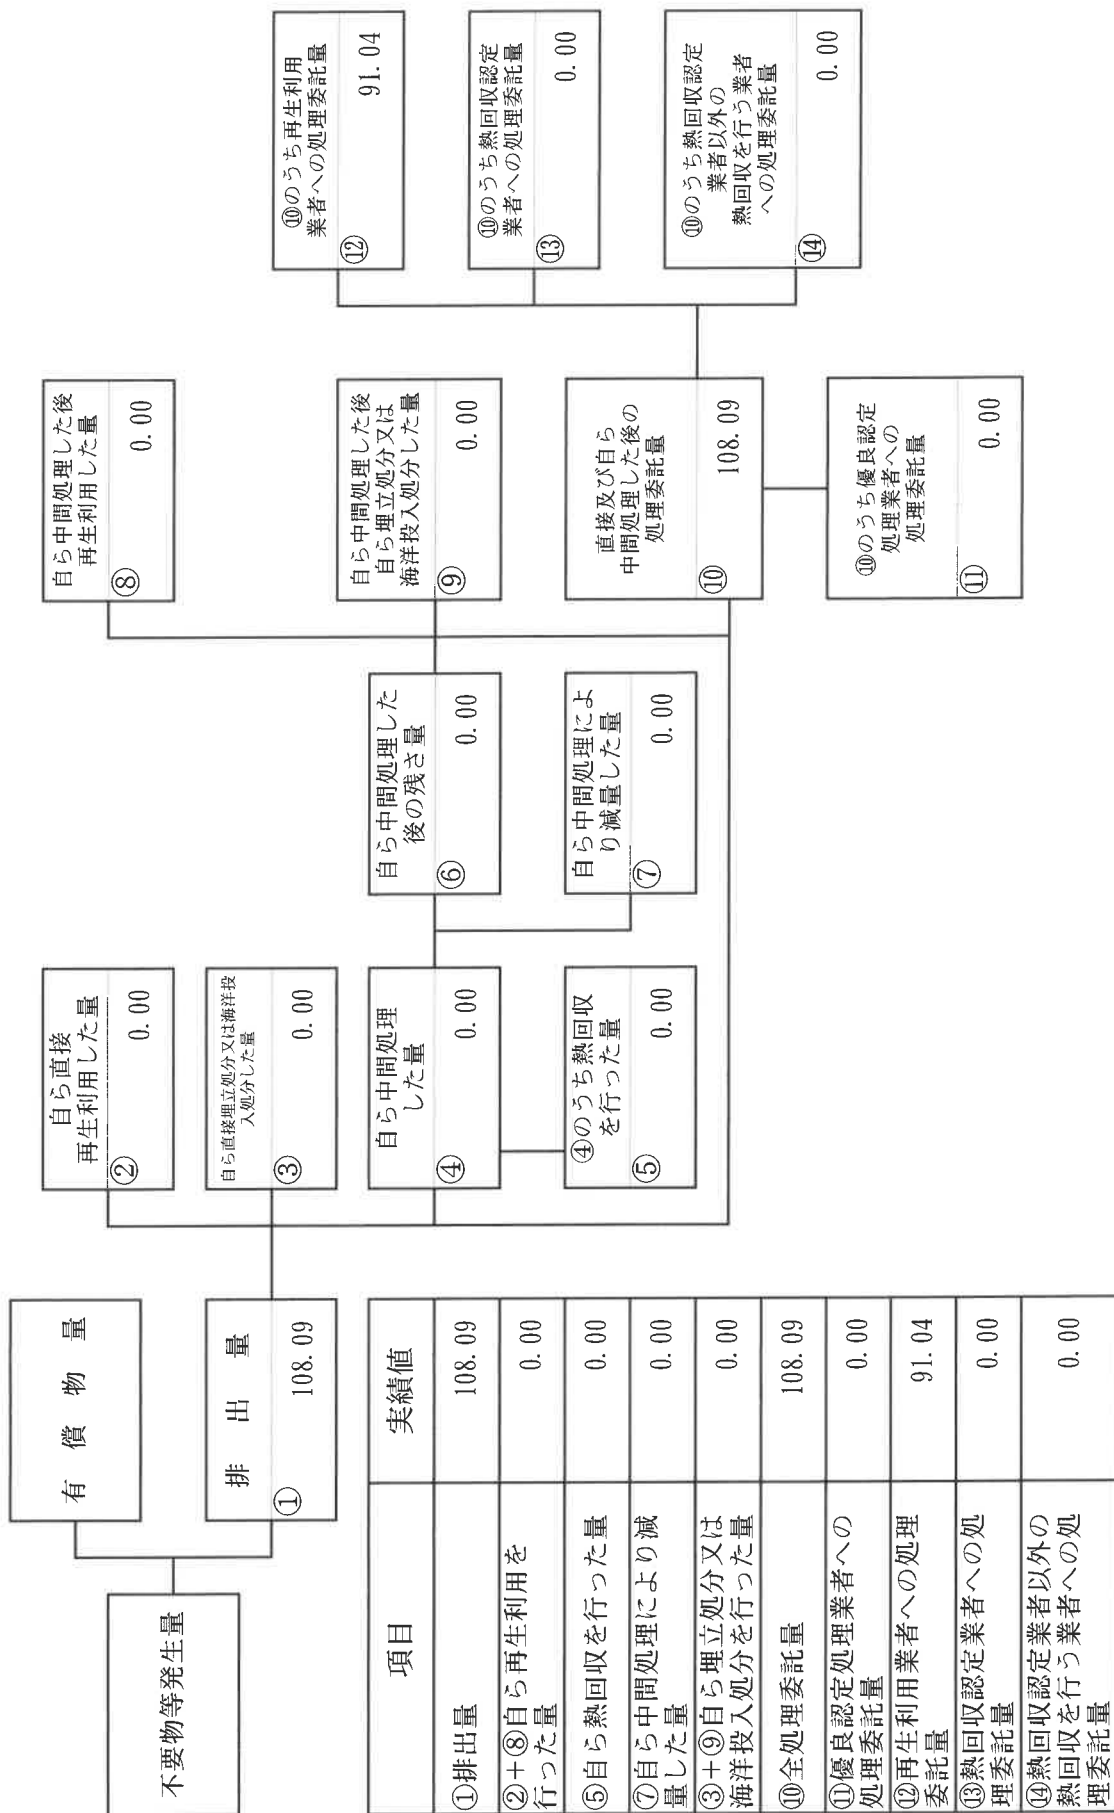 不要物等発生量
有償物量
排出量
①
108.09
自ら直接
再生利用した量
②
0.00
自ら直接埋立処分又は海洋投
入処分した量
③
0.00
自ら中間処理
した量
④
0.00
④のうち熱回収
を行った量
⑤
0.00
自ら中間処理した
後の残さ量
⑥
0.00
自ら中間処理によ
り減量した量
⑦
0.00
自ら中間処理した後
再生利用した量
⑧
0.00
自ら中間処理した後
自ら埋立処分又は
海洋投入処分した量
⑨
0.00
直接及び自ら
中間処理した後の
処理委託量
⑩
108.09
⑩のうち優良認定
処理業者への
処理委託量
⑪
0.00
⑩のうち再生利用
業者への処理委託量
⑫
91.04
⑩のうち熱回収認定
業者への処理委託量
⑬
0.00
⑩のうち熱回収認定
業者以外の
熱回収を行う業者
への処理委託量
⑭
0.00
項目 実績値
①排出量 108.09
②+⑧自ら再生利用を
行った量 0.00
⑤自ら熱回収を行った量 0.00
⑦自ら中間処理により減
量した量 0.00
③+⑨自ら埋立処分又は
海洋投入処分を行った量 0.00
⑩全処理委託量 108.09
⑪優良認定処理業者への
処理委託量 0.00
⑫再生利用業者への処理
委託量 91.04
⑬熱回収認定業者への処
理委託量 0.00
⑭熱回収認定業者以外の
熱回収を行う業者への処
理委託量 0.00